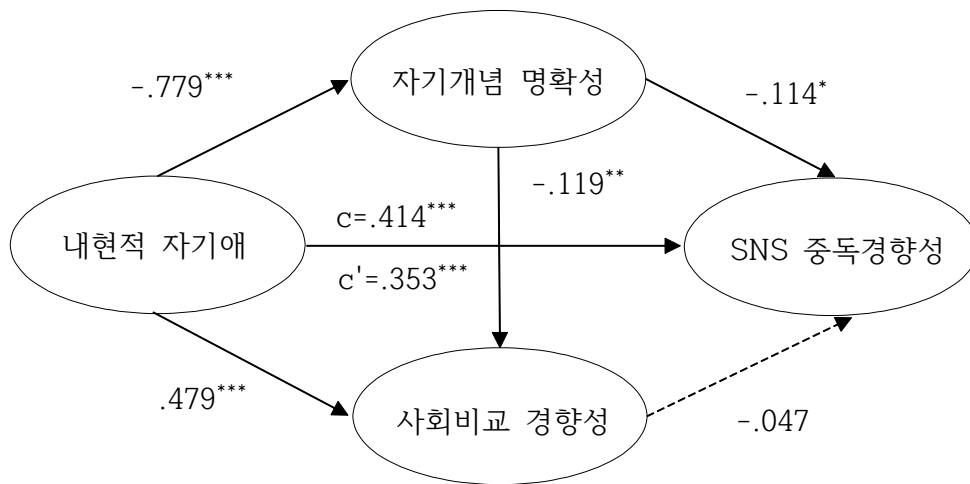 자기개념 명확성
-.779***
-.114*
-.119**
내현적 자기애
c=.414***
c'=.353***
SNS 중독경향성
.479***
사회비교 경향성
-.047